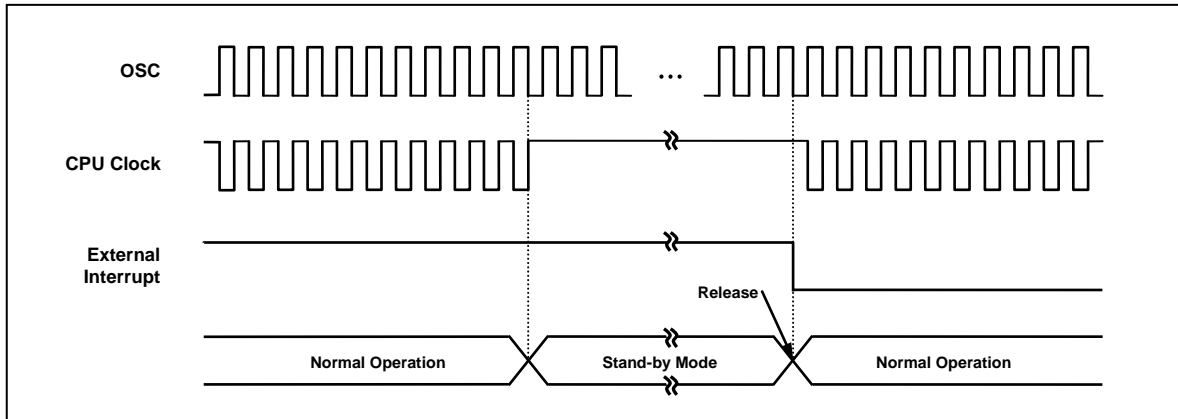 OSC
...
CPU Clock
External
Interrupt
Release
Normal Operation
Stand-by Mode
Normal Operation